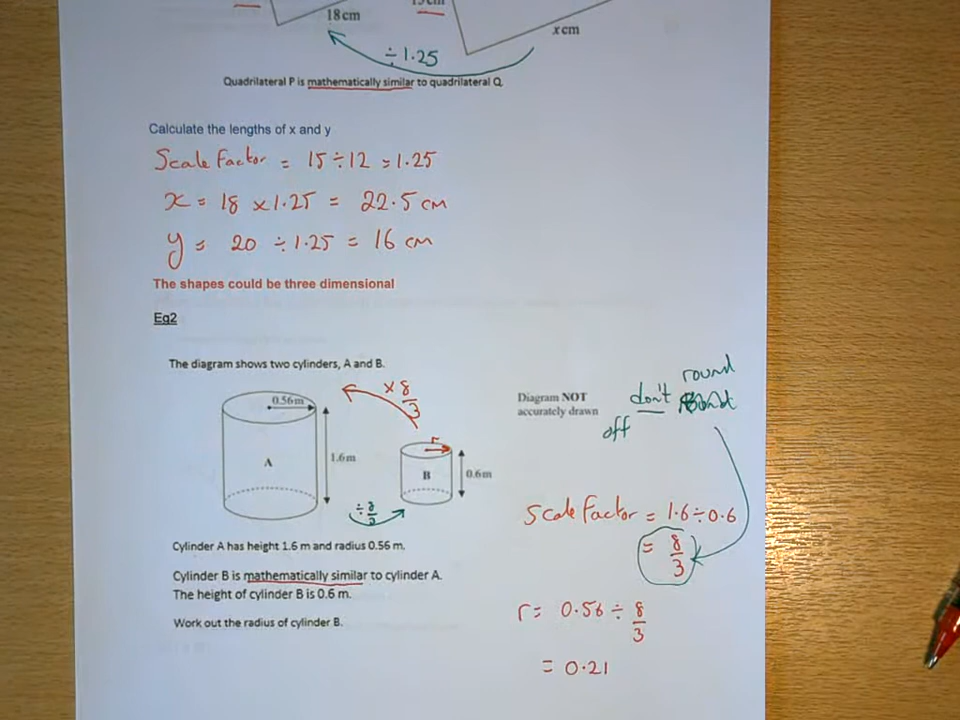 18cm
x cm
÷ 1.25
Quadrilateral P is mathematically similar to quadrilateral Q.
Calculate the lengths of x and y
Scale Factor = 15 ÷ 12 = 1.25
x = 18 × 1.25 = 22.5 cm
y = 20 ÷ 1.25 = 16 cm
The shapes could be three dimensional
Eg2
The diagram shows two cylinders, A and B.
× 8/3
0.56m
A
1.6m
r
B
0.6m
÷ 8/3
Diagram NOT
accurately drawn
round
don't
off
Scale Factor = 1.6 ÷ 0.6
= 8/3
Cylinder A has height 1.6 m and radius 0.56 m.
Cylinder B is mathematically similar to cylinder A.
The height of cylinder B is 0.6 m.
Work out the radius of cylinder B.
r = 0.56 ÷ 8/3
= 0.21